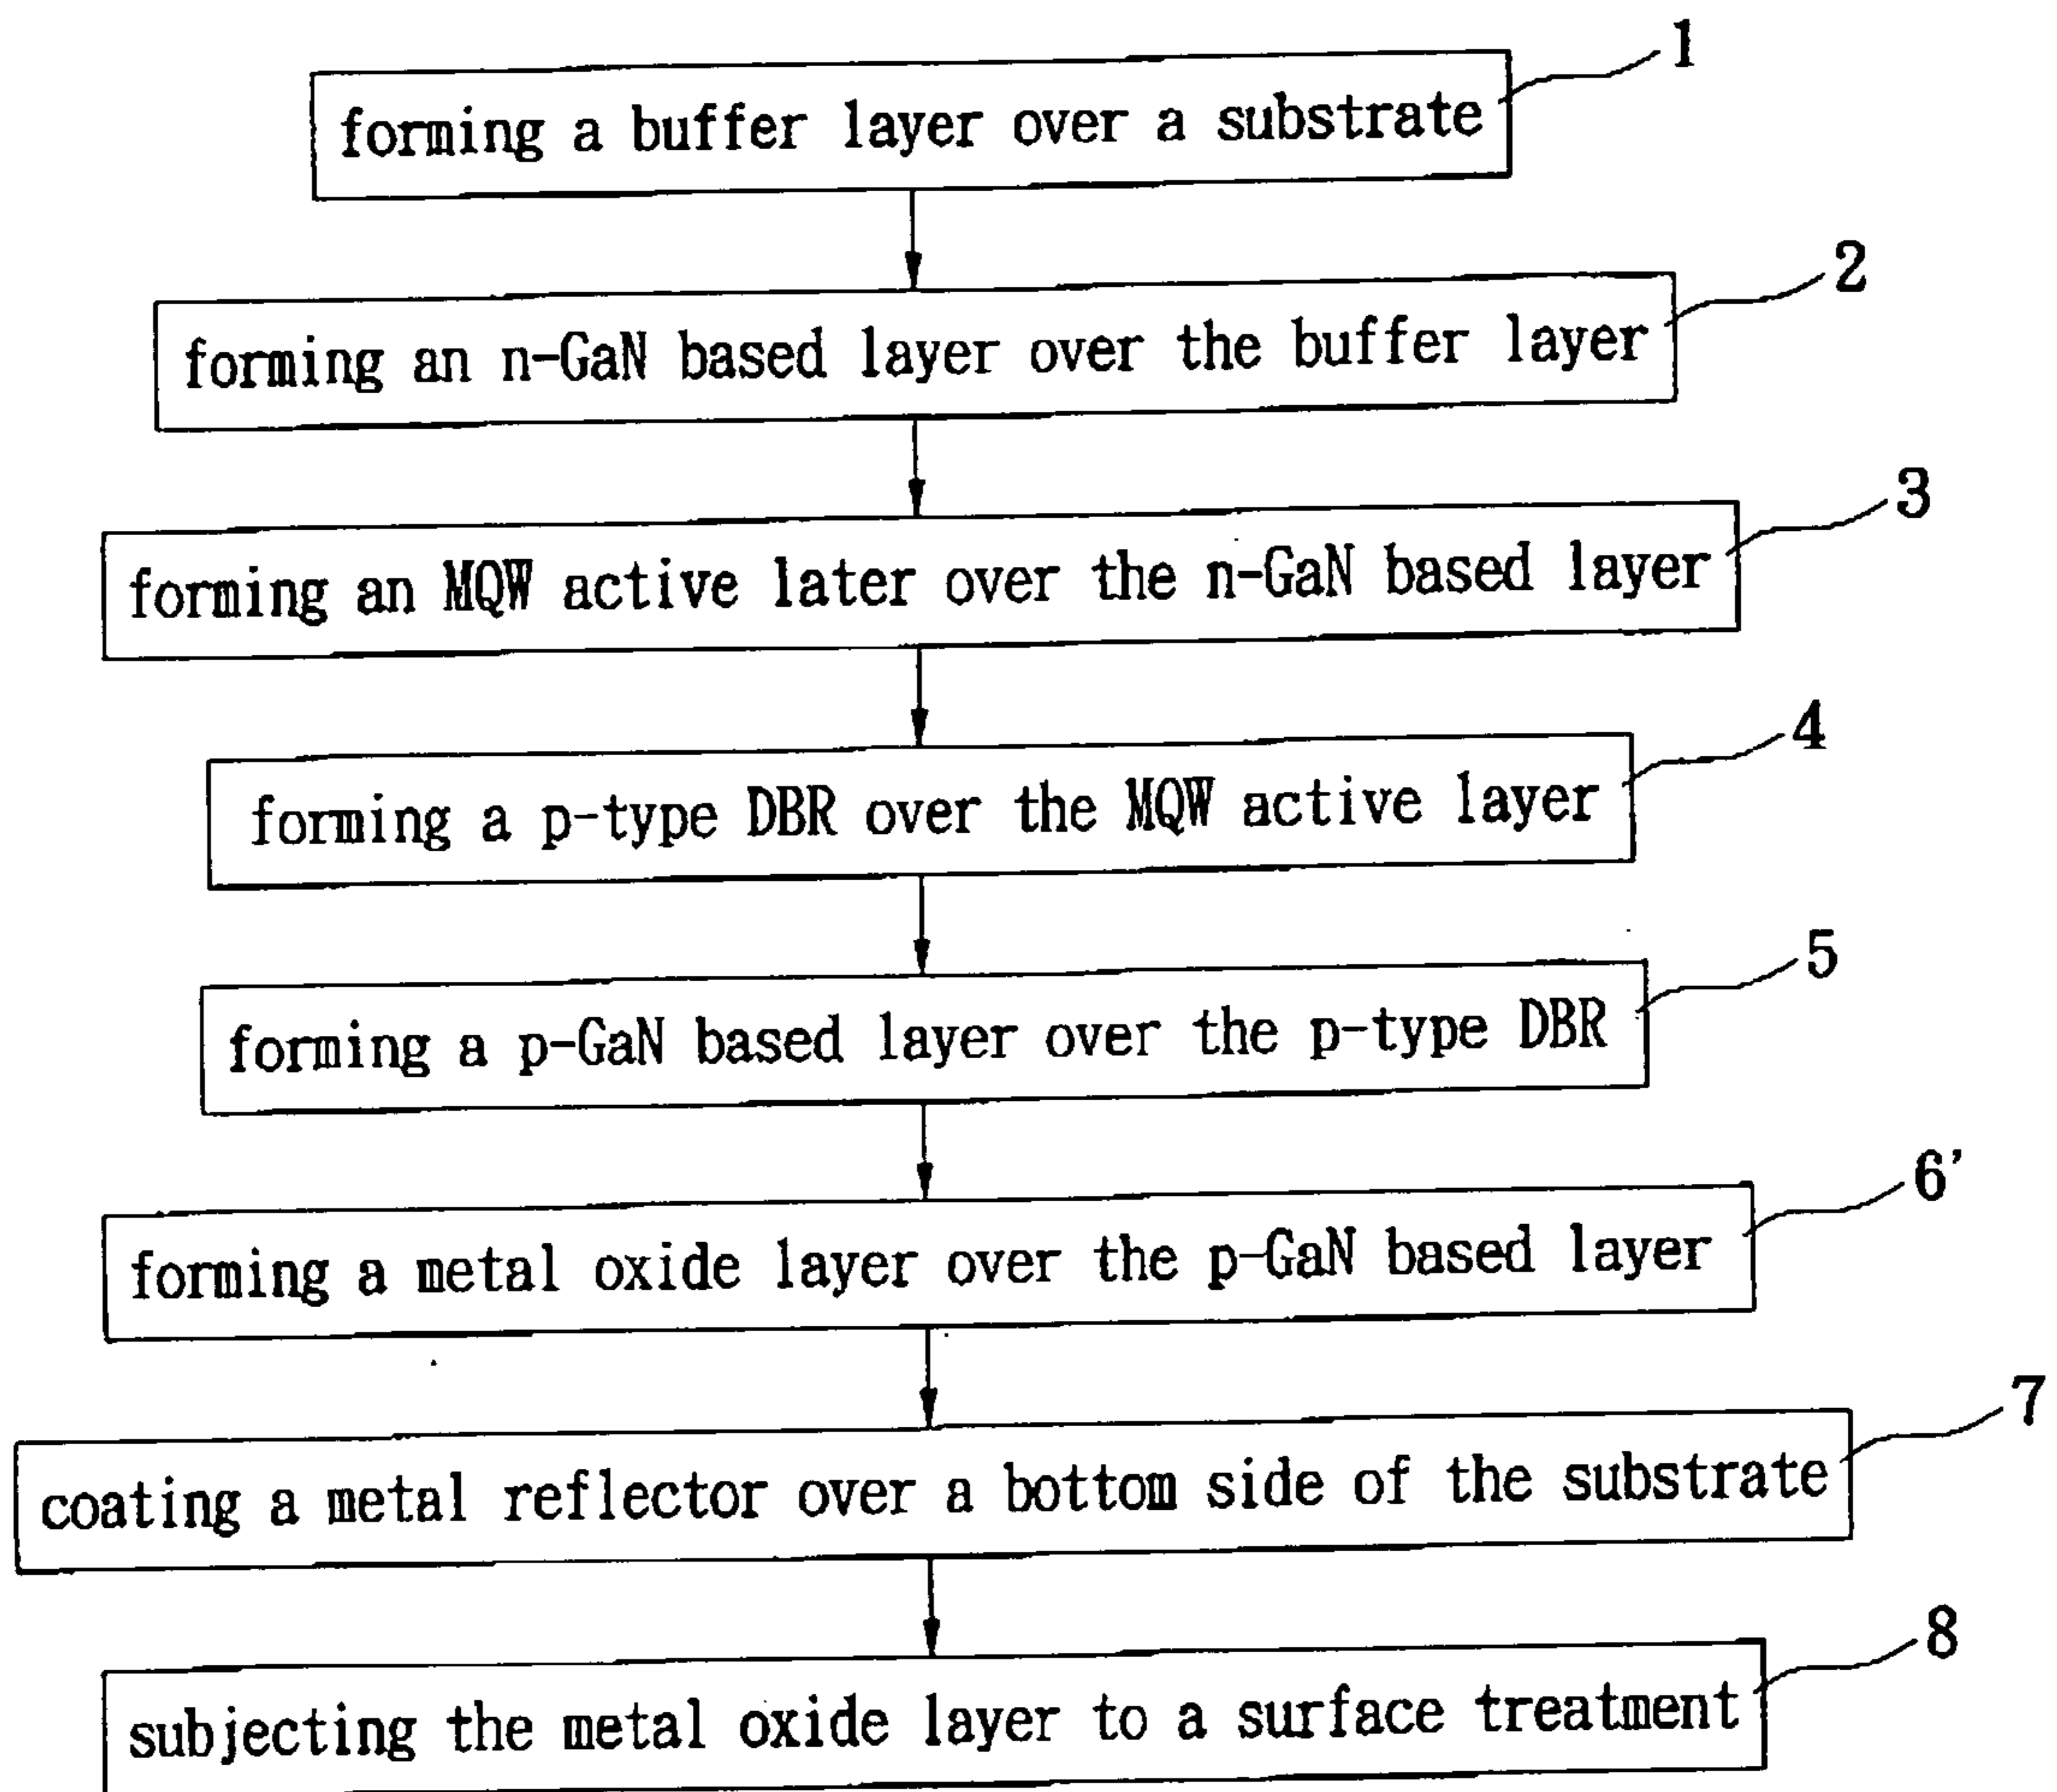 1
forming a buffer layer over a substrate
2
forming an n-GaN based layer over the buffer layer
3
forming an MQW active later over the n-GaN based layer
4
forming a p-type DBR over the MQW active layer
5
forming a p-GaN based layer over the p-type DBR
6’
forming a metal oxide layer over the p-GaN based layer
7
coating a metal reflector over a bottom side of the substrate
8
subjecting the metal oxide layer to a surface treatment